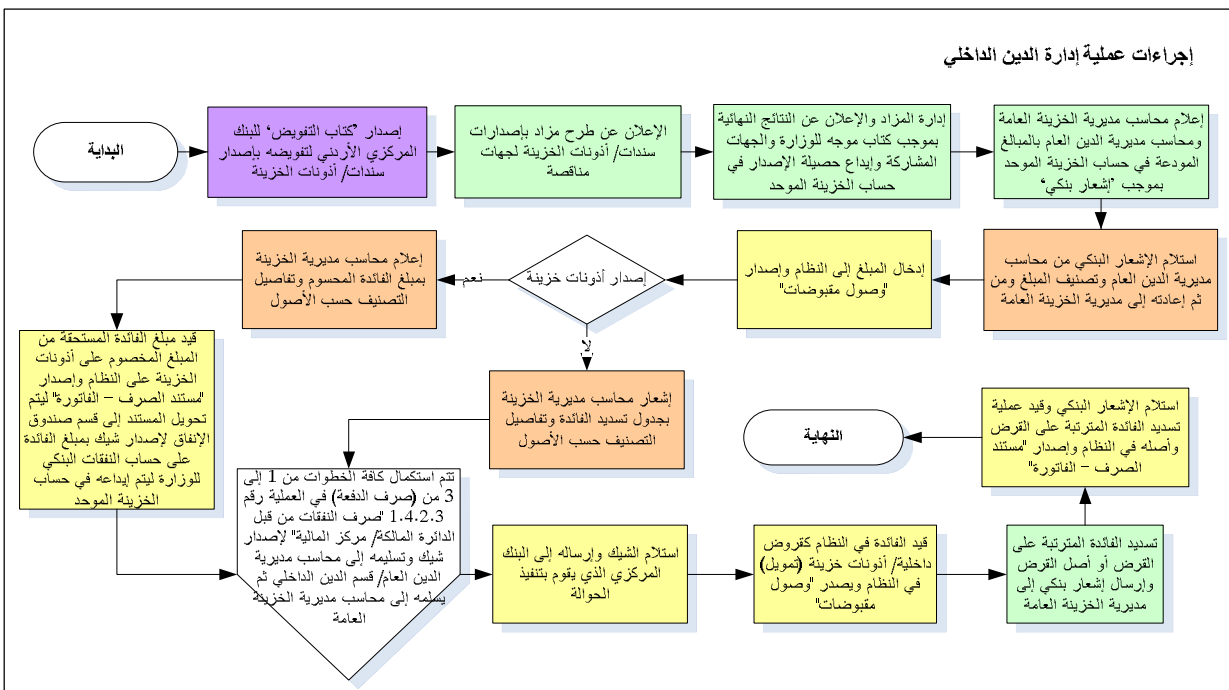 إجراءات عملية إدارة الدين الداخلي
البداية
إصدار ’كتاب التفويض‘ للبنك
المركزي الأردني لتفويضه بإصدار
سندات/ أذونات الخزينة
الإعلان عن طرح مزاد بإصدارات
سندات/ أذونات الخزينة لجهات
مناقصة
إدارة المزاد والإعلان عن النتائج النهائية
بموجب كتاب موجه للوزارة والجهات
المشاركة وإيداع حصيلة الإصدار في
حساب الخزينة الموحد
إعلام محاسب مديرية الخزينة العامة
ومحاسب مديرية الدين العام بالمبالغ
المودعة في حساب الخزينة الموحد
بموجب ’إشعار بنكي‘
استلام الإشعار البنكي من محاسب
مديرية الدين العام وتصنيف المبلغ ومن
ثم إعادته إلى مديرية الخزينة العامة
إدخال المبلغ إلى النظام وإصدار
"وصول مقبوضات"
إصدار أذونات خزينة
نعم
لا
إعلام محاسب مديرية الخزينة
بمبلغ الفائدة المحسوم وتفاصيل
التصنيف حسب الأصول
قيد مبلغ الفائدة المستحقة من
المبلغ المخصوم على أذونات
الخزينة على النظام وإصدار
"مستند الصرف – الفاتورة" ليتم
تحويل المستند إلى قسم صندوق
الإنفاق لإصدار شيك بمبلغ الفائدة
على حساب النفقات البنكي
للوزارة ليتم إيداعه في حساب
الخزينة الموحد
إشعار محاسب مديرية الخزينة
بجدول تسديد الفائدة وتفاصيل
التصنيف حسب الأصول
تتم استكمال كافة الخطوات من 1 إلى
3 من (صرف الدفعة) في العملية رقم
1.4.2.3 "صرف النفقات من قبل
الدائرة المالكة/ مركز المالية" لإصدار
شيك وتسليمه إلى محاسب مديرية
الدين العام/ قسم الدين الداخلي ثم
يسلمه إلى محاسب مديرية الخزينة
العامة
استلام الشيك وإرساله إلى البنك
المركزي الذي يقوم بتنفيذ
الحوالة
قيد الفائدة في النظام كقروض
داخلية/ أذونات خزينة (تمويل)
في النظام ويصدر "وصول
مقبوضات"
تسديد الفائدة المترتبة على
القرض أو أصل القرض
وإرسال إشعار بنكي إلى
مديرية الخزينة العامة
استلام الإشعار البنكي وقيد عملية
تسديد الفائدة المترتبة على القرض
وأصله في النظام وإصدار "مستند
الصرف – الفاتورة"
النهاية